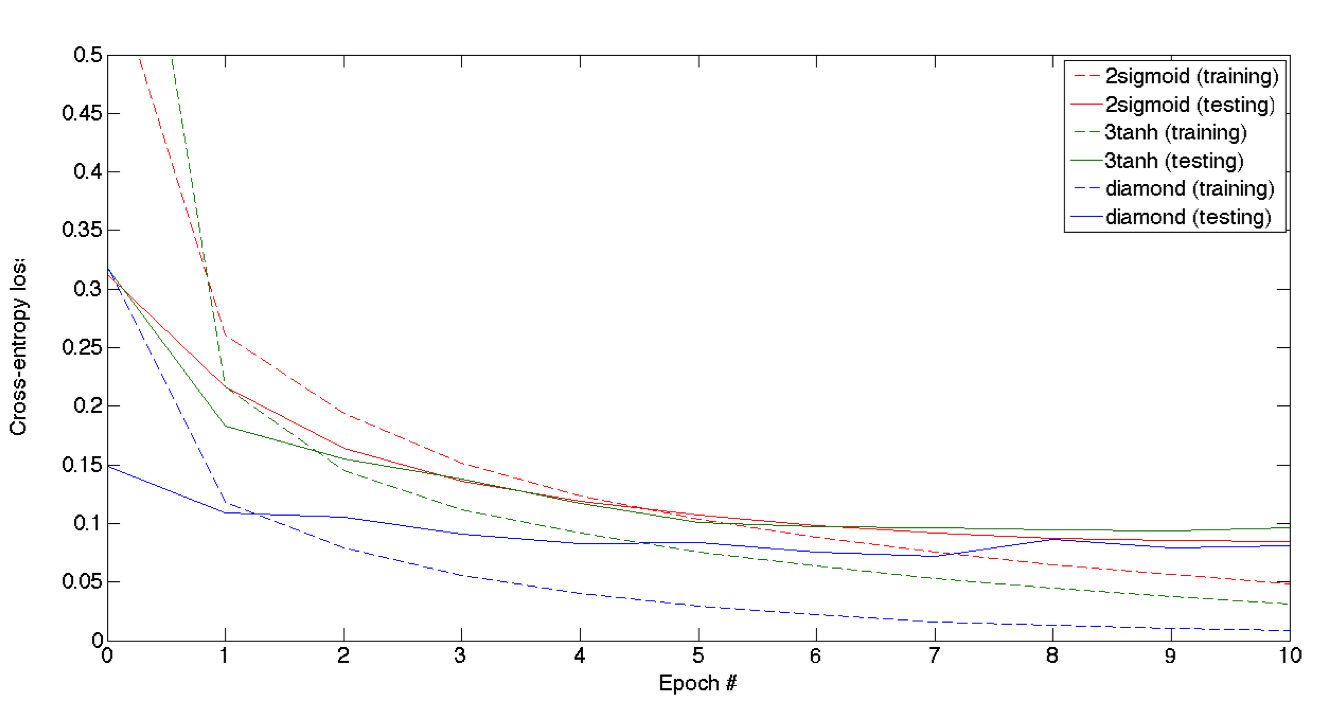 0.5
0.45
0.4
0.35
0.3
0.25
0.2
0.15
0.1
0.05
0
Cross-entropy los
0 1 2 3 4 5 6 7 8 9 10
Epoch #
2sigmoid (training)
2sigmoid (testing)
3tanh (training)
3tanh (testing)
diamond (training)
diamond (testing)